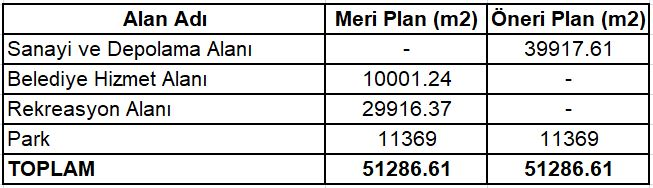 Alan Adı Meri Plan (m2) Öneri Plan (m2)
Sanayi ve Depolama Alanı - 39917.61
Belediye Hizmet Alanı 10001.24 -
Rekreasyon Alanı 29916.37 -
Park 11369 11369
TOPLAM 51286.61 51286.61